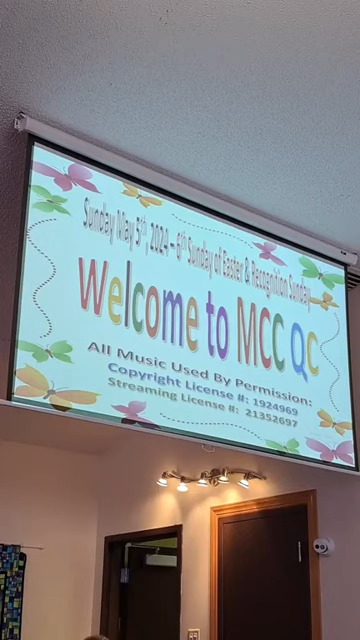 Sunday May 5th, 2024 - 6th Sunday of Easter & Recognition Sunday
Welcome to MCC QC
All Music Used By Permission:
Copyright License #: 1924969
Streaming License #: 21352697